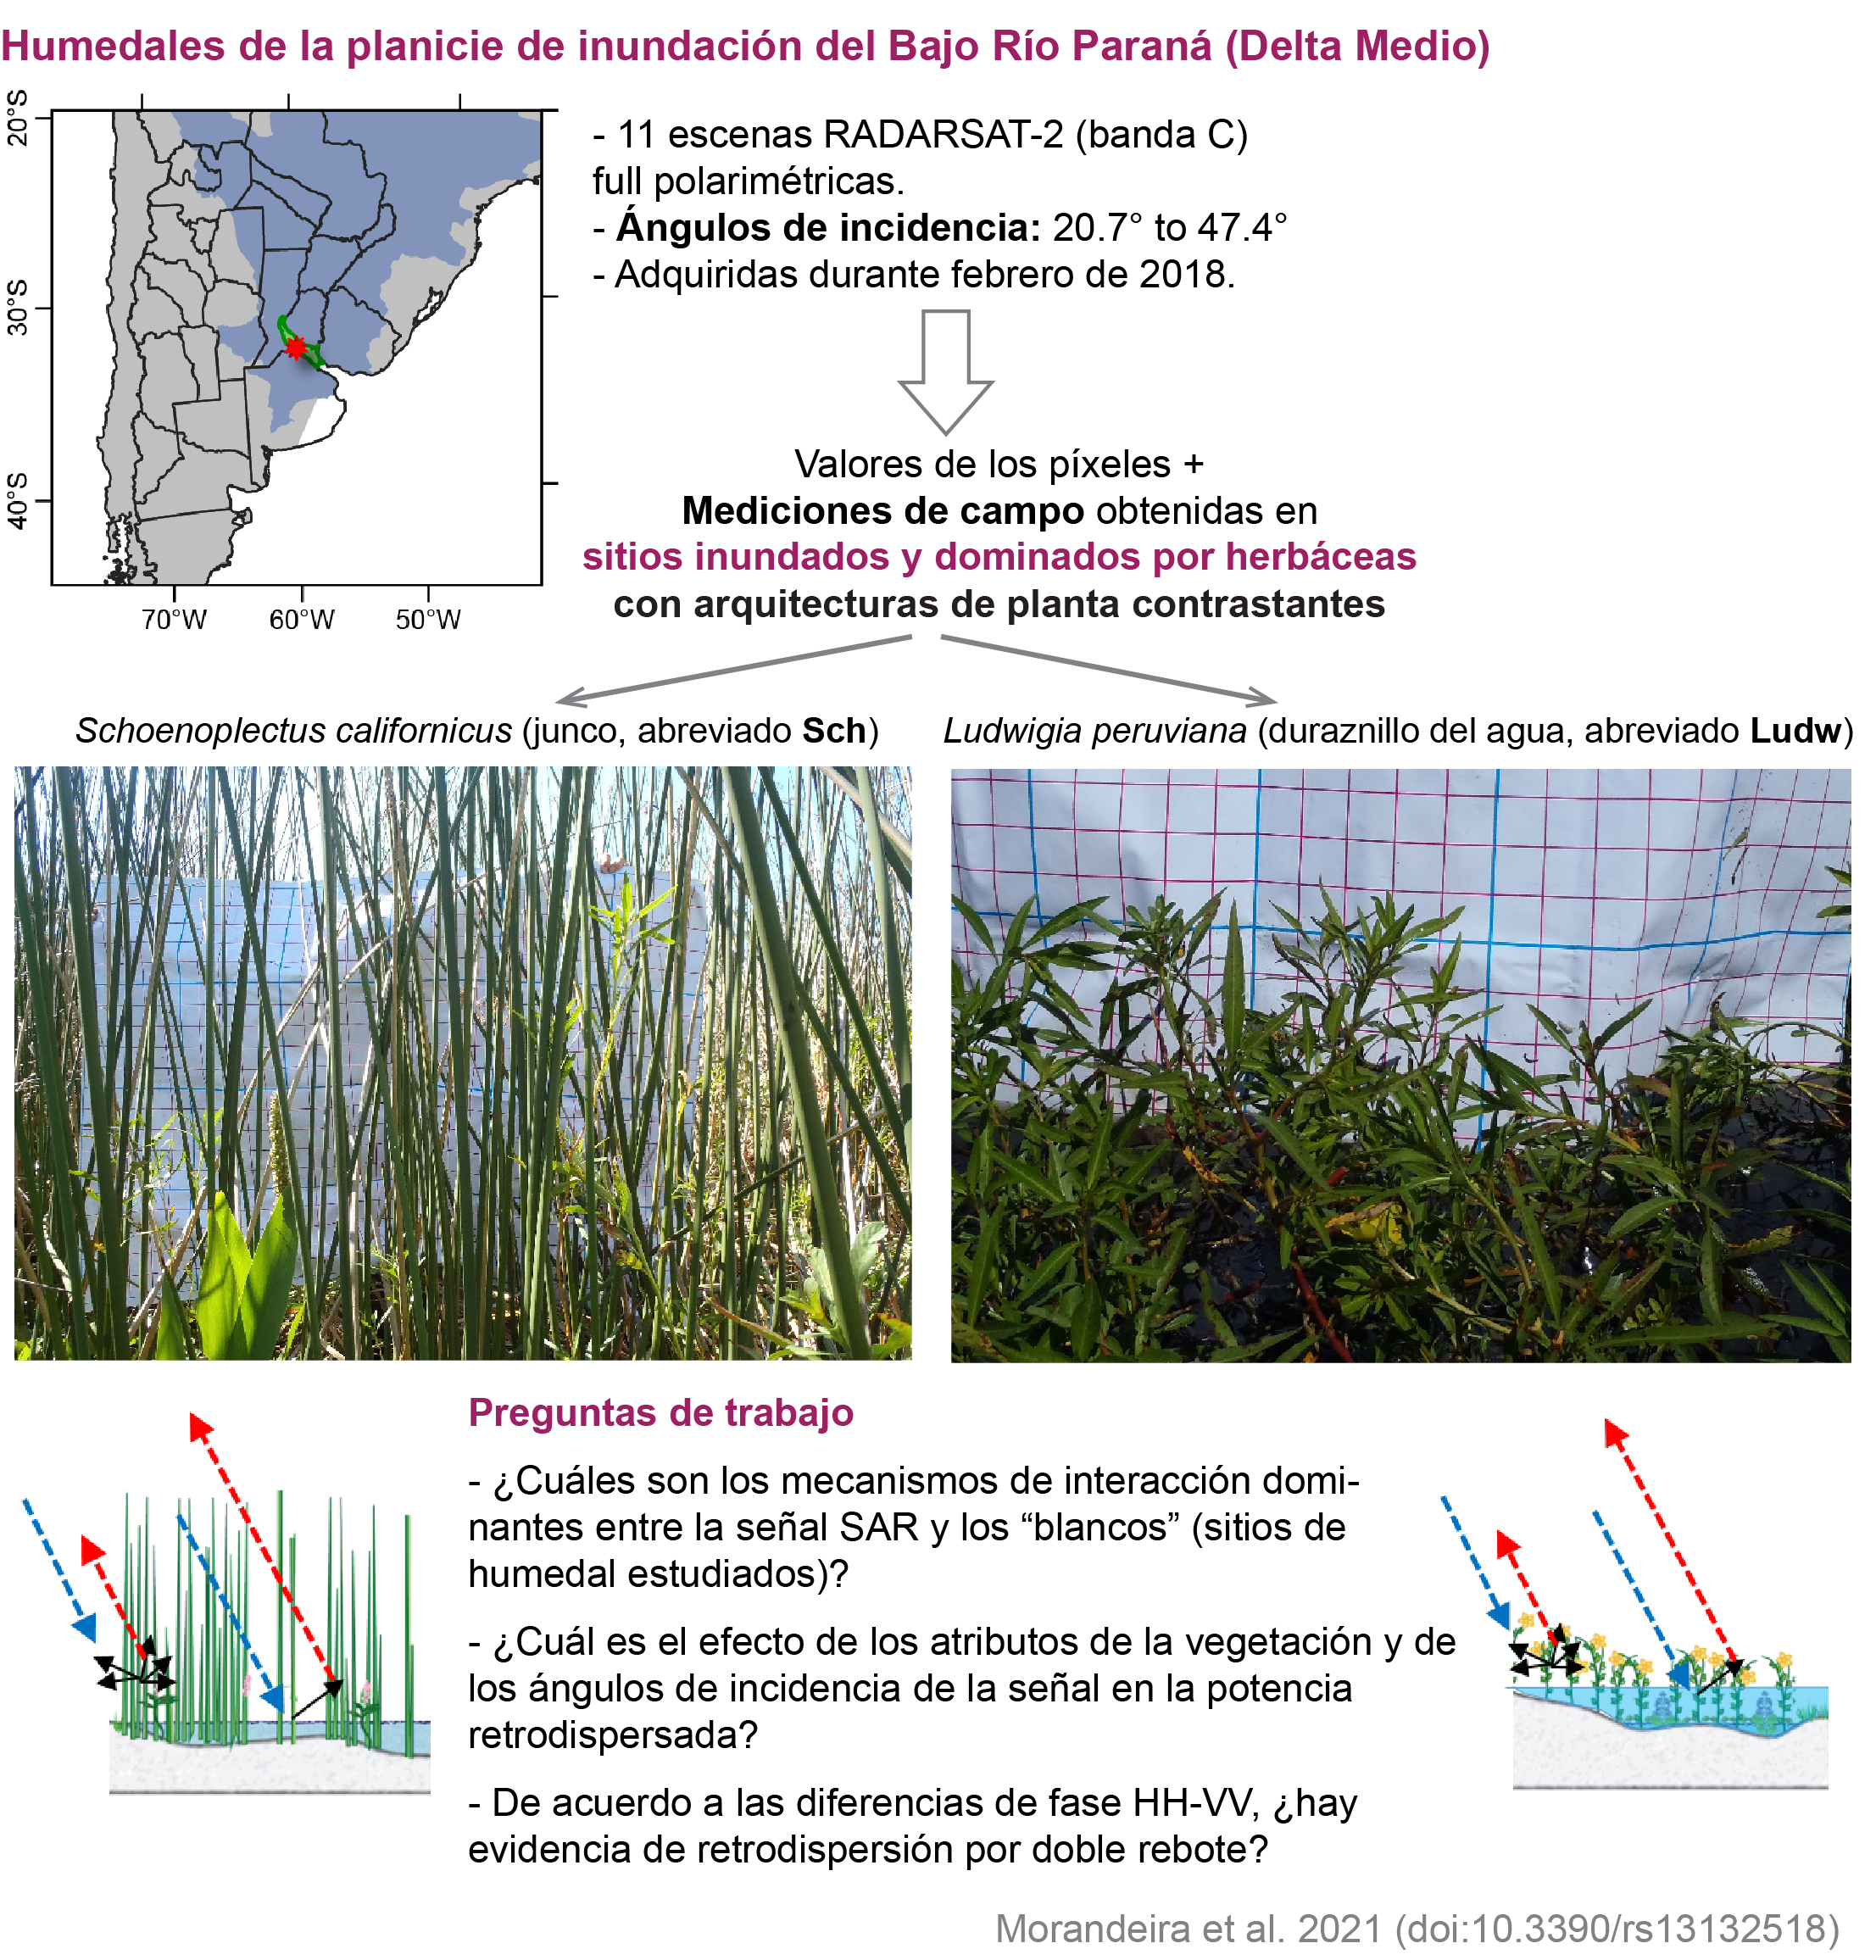 Humedales de la planicie de inundación del Bajo Río Paraná (Delta Medio)
20°S
30°S
40°S
70°W 60°W 50°W
- 11 escenas RADARSAT-2 (banda C)
full polarimétricas.
- Ángulos de incidencia: 20.7° to 47.4°
- Adquiridas durante febrero de 2018.
Valores de los píxeles +
Mediciones de campo obtenidas en
sitios inundados y dominados por herbáceas
con arquitecturas de planta contrastantes
Schoenoplectus californicus (junco, abreviado Sch)
Ludwigia peruviana (duraznillo del agua, abreviado Ludw)
Preguntas de trabajo
- ¿Cuáles son los mecanismos de interacción domi-
nantes entre la señal SAR y los “blancos” (sitios de
humedal estudiados)?
- ¿Cuál es el efecto de los atributos de la vegetación y de
los ángulos de incidencia de la señal en la potencia
retrodispersada?
- De acuerdo a las diferencias de fase HH-VV, ¿hay
evidencia de retrodispersión por doble rebote?
Morandeira et al. 2021 (doi:10.3390/rs13132518)